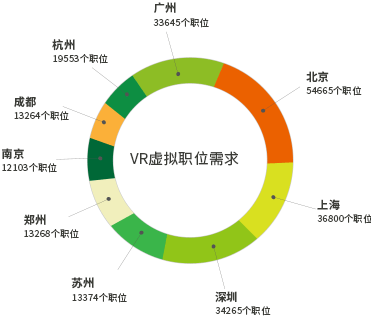 广州
33645个职位
杭州
19553个职位
北京
54665个职位
成都
13264个职位
南京
12103个职位
VR虚拟职位需求
郑州
13268个职位
上海
36800个职位
苏州
13374个职位
深圳
34265个职位